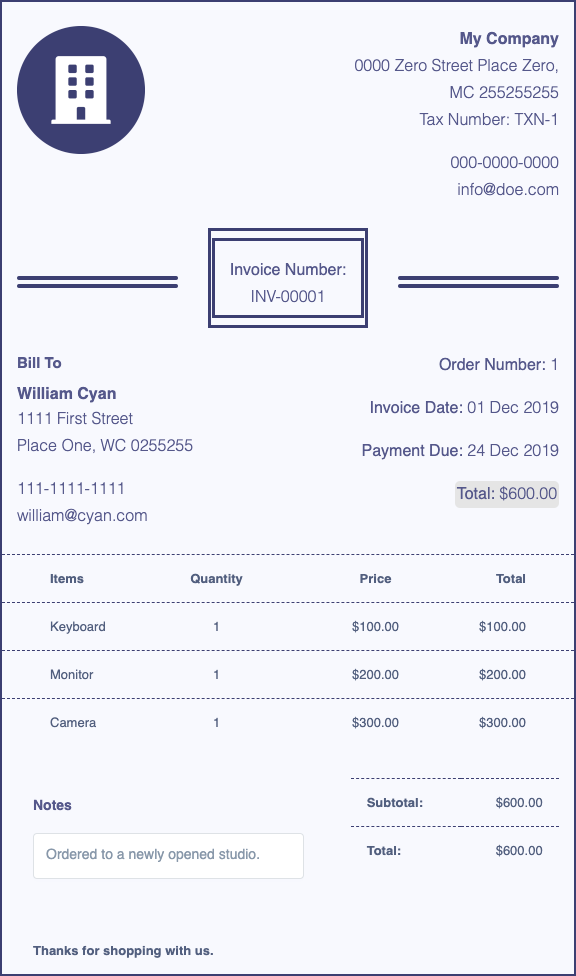 My Company
0000 Zero Street Place Zero,
MC 255255255
Tax Number: TXN-1
000-0000-0000
info@doe.com
Invoice Number:
INV-00001
Bill To
William Cyan
1111 First Street
Place One, WC 0255255
111-1111-1111
william@cyan.com
Order Number: 1
Invoice Date: 01 Dec 2019
Payment Due: 24 Dec 2019
Total: $600.00
Items Quantity Price Total
Keyboard 1 $100.00 $100.00
Monitor 1 $200.00 $200.00
Camera 1 $300.00 $300.00
Notes
Ordered to a newly opened studio.
Subtotal: $600.00
Total: $600.00
Thanks for shopping with us.